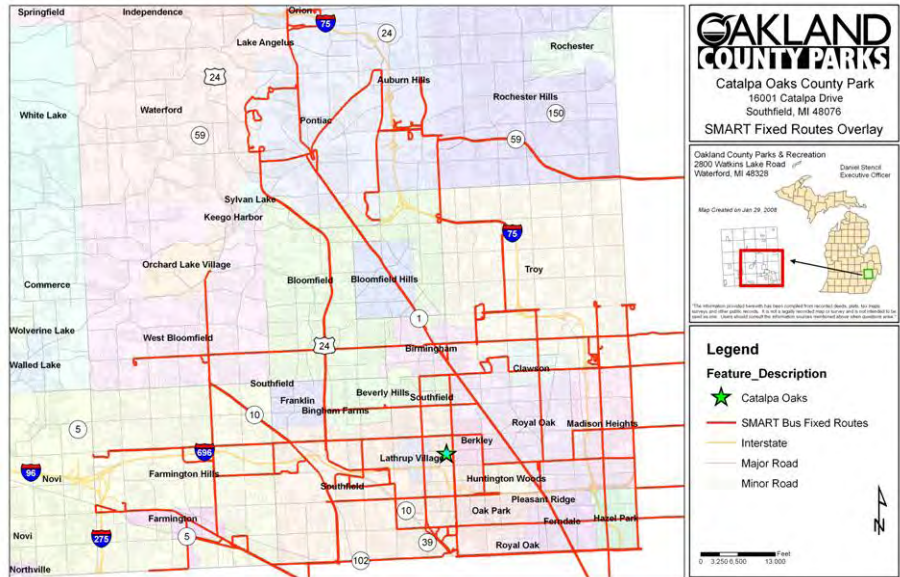 Springfield
Independence
Orion
75
24
Lake Angelus
Rochester
24
Auburn Hills
Waterford
Rochester Hills
White Lake
150
Pontiac
59
59
Sylvan Lake
Keego Harbor
75
Orchard Lake Village
Troy
Commerce
Bloomfield
Bloomfield Hills
1
Wolverine Lake
West Bloomfield
24
Birmingham
Walled Lake
Clawson
Southfield
Beverly Hills
Franklin
Southfield
Bingham Farms
10
5
Royal Oak
Madison Heights
Berkley
696
Lathrup Village
96
Novi
Farmington Hills
Huntington Woods
Southfield
Pleasant Ridge
10
Oak Park
Farmington
Ferndale
Hazel Park
Novi
275
5
39
Royal Oak
102
Northville
OAKLAND
COUNTY PARKS
Catalpa Oaks County Park
16001 Catalpa Drive
Southfield, MI 48076
SMART Fixed Routes Overlay
Oakland County Parks & Recreation
2800 Watkins Lake Road
Waterford, MI 48328
Daniel Stencil
Executive Officer
Map Created on Jan 29, 2008
Legend
Feature_Description
Catalpa Oaks
SMART Bus Fixed Routes
Interstate
Major Road
Minor Road
N
Feet
0 3,250 6,500 13,000